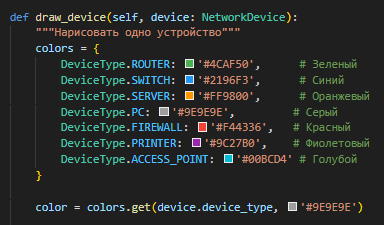 def draw_device(self, device: NetworkDevice):
    """Нарисовать одно устройство"""
    colors = {
        DeviceType.ROUTER: '#4CAF50',      # Зеленый
        DeviceType.SWITCH: '#2196F3',      # Синий
        DeviceType.SERVER: '#FF9800',      # Оранжевый
        DeviceType.PC: '#9E9E9E',         # Серый
        DeviceType.FIREWALL: '#F44336',    # Красный
        DeviceType.PRINTER: '#9C27B0',     # Фиолетовый
        DeviceType.ACCESS_POINT: '#00BCD4' # Голубой
    }
    color = colors.get(device.device_type, '#9E9E9E')